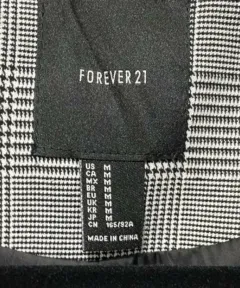 FOREVER 21
US M
CA M
MX M
BR M
EU M
UK M
KR M
JP M
CN 165/92A
MADE IN CHINA